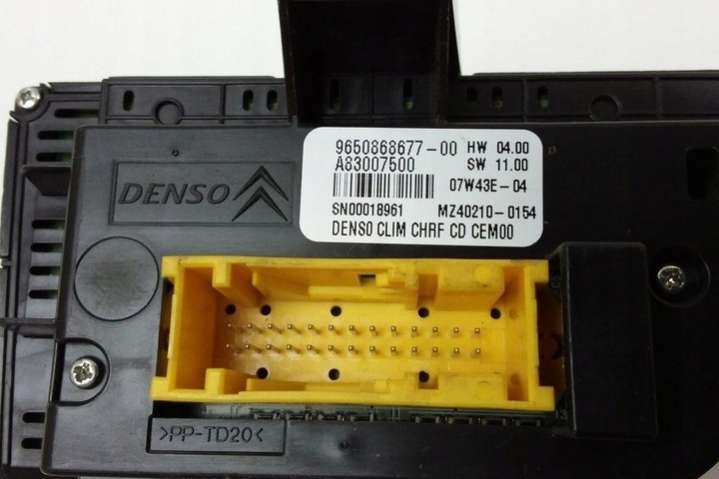 9650868677-00 HW 04.00
A83007500 SW 11.00
07W43E-04
SN00018961 MZ40210-0154
DENSO CLIM CHRF CD CEM00
DENSO
>PP-TD20<